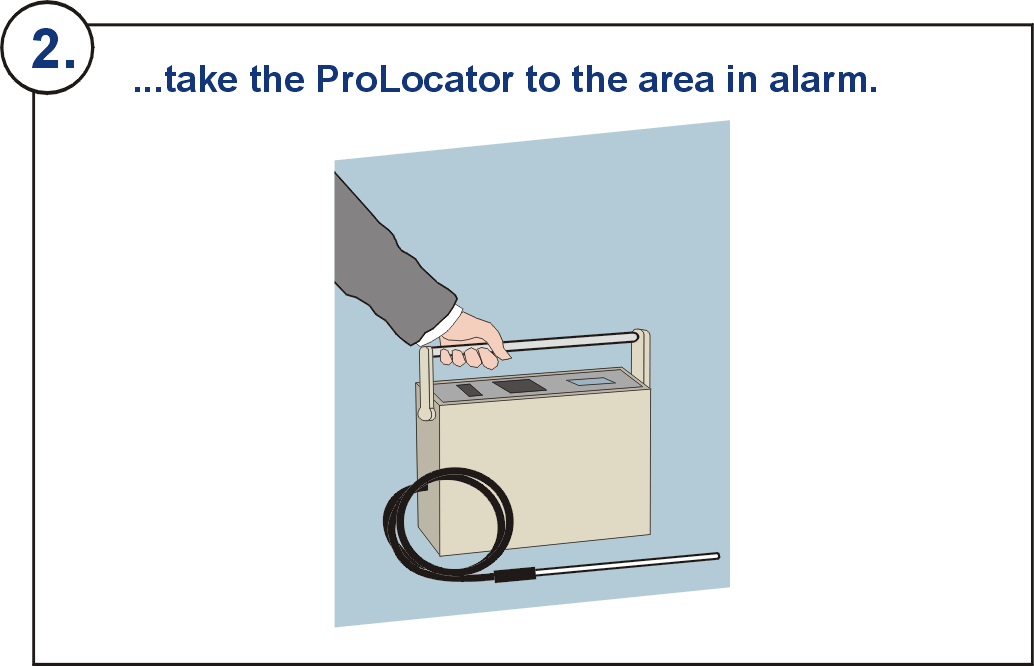 2.
...take the ProLocator to the area in alarm.